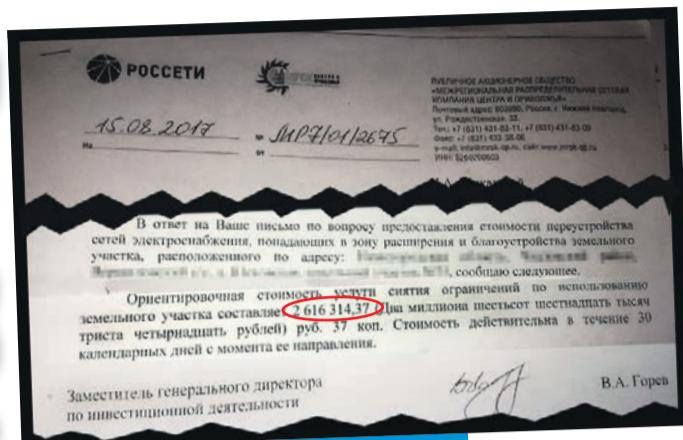 РОССЕТИ
ПУБЛИЧНОЕ АКЦИОНЕРНОЕ ОБЩЕСТВО
«МЕЖРЕГИОНАЛЬНАЯ РАСПРЕДЕЛИТЕЛЬНАЯ СЕТЕВАЯ
КОМПАНИЯ ЦЕНТРА И ПРИВОЛЖЬЯ»
Почтовый адрес: 603950, Россия, г. Нижний Новгород,
ул. Рождественская, 33.
Тел.: +7 (831) 431-83-11, +7 (831) 431-83-09
Факс: +7 (831) 433-38-06
e-mail: info@mrsk-cp.ru, сайт: www.mrsk-cp.ru
ИНН: 5260200603
15.08.2017 № МР7/01/2675
На от
В ответ на Ваше письмо по вопросу предоставления стоимости переустройства
сетей электроснабжения, попадающих в зону расширения и благоустройства земельного
участка, расположенного по адресу:
, сообщаю следующее.
Ориентировочная стоимость услуги снятия ограничений по использованию
земельного участка составляет 2 616 314,37 (Два миллиона шестьсот шестнадцать тысяч
триста четырнадцать рублей) руб. 37 коп. Стоимость действительна в течение 30
календарных дней с момента ее направления.
Заместитель генерального директора
по инвестиционной деятельности
В.А. Горев